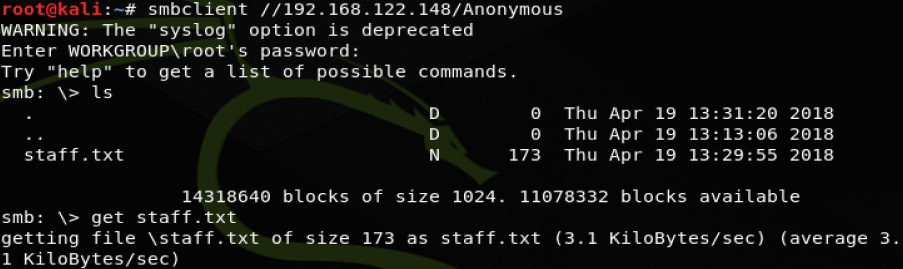 root@kali:~# smbclient //192.168.122.148/Anonymous
WARNING: The "syslog" option is deprecated
Enter WORKGROUP\root's password:
Try "help" to get a list of possible commands.
smb: \> ls
  .                                   D        0  Thu Apr 19 13:31:20 2018
  ..                                  D        0  Thu Apr 19 13:13:06 2018
  staff.txt                           N      173  Thu Apr 19 13:29:55 2018
                14318640 blocks of size 1024. 11078332 blocks available
smb: \> get staff.txt
getting file \staff.txt of size 173 as staff.txt (3.1 KiloBytes/sec) (average 3.
1 KiloBytes/sec)